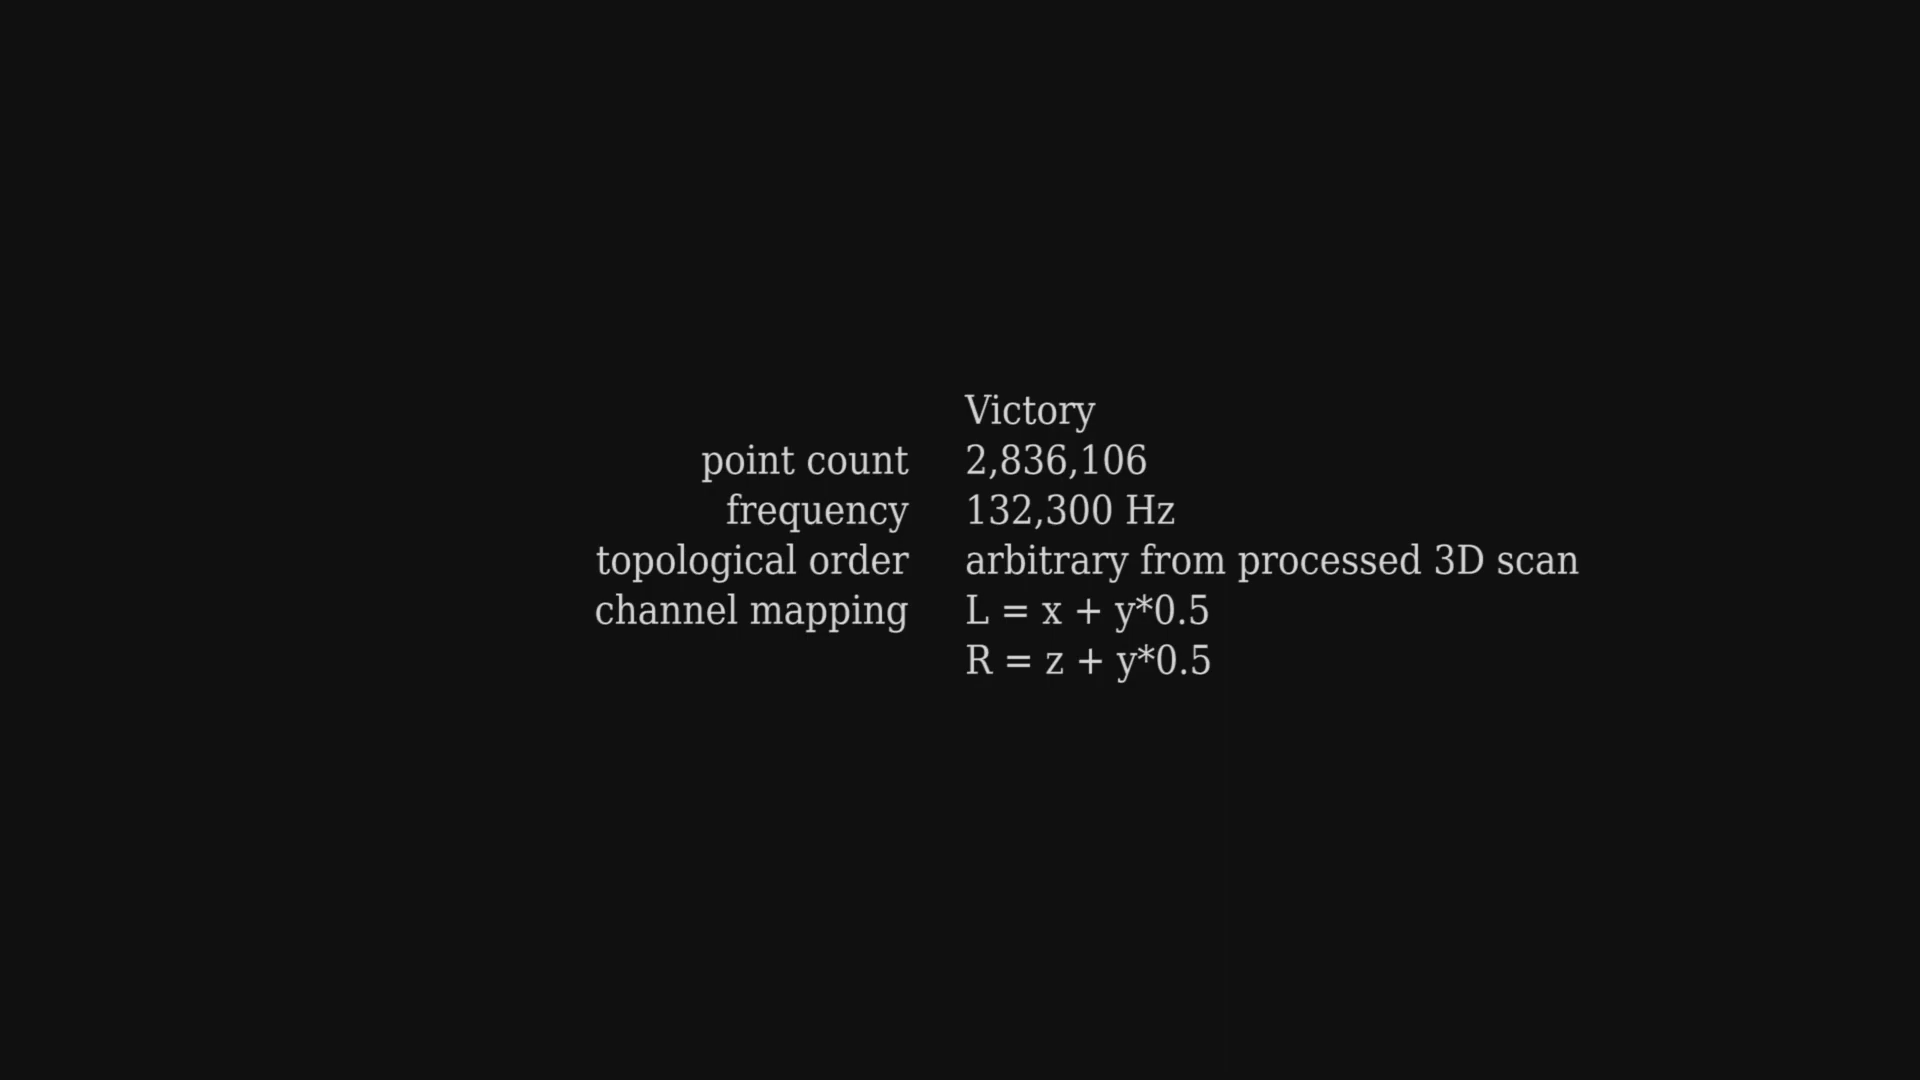 Victory
point count 2,836,106
frequency 132,300 Hz
topological order arbitrary from processed 3D scan
channel mapping L = x + y*0.5
R = z + y*0.5